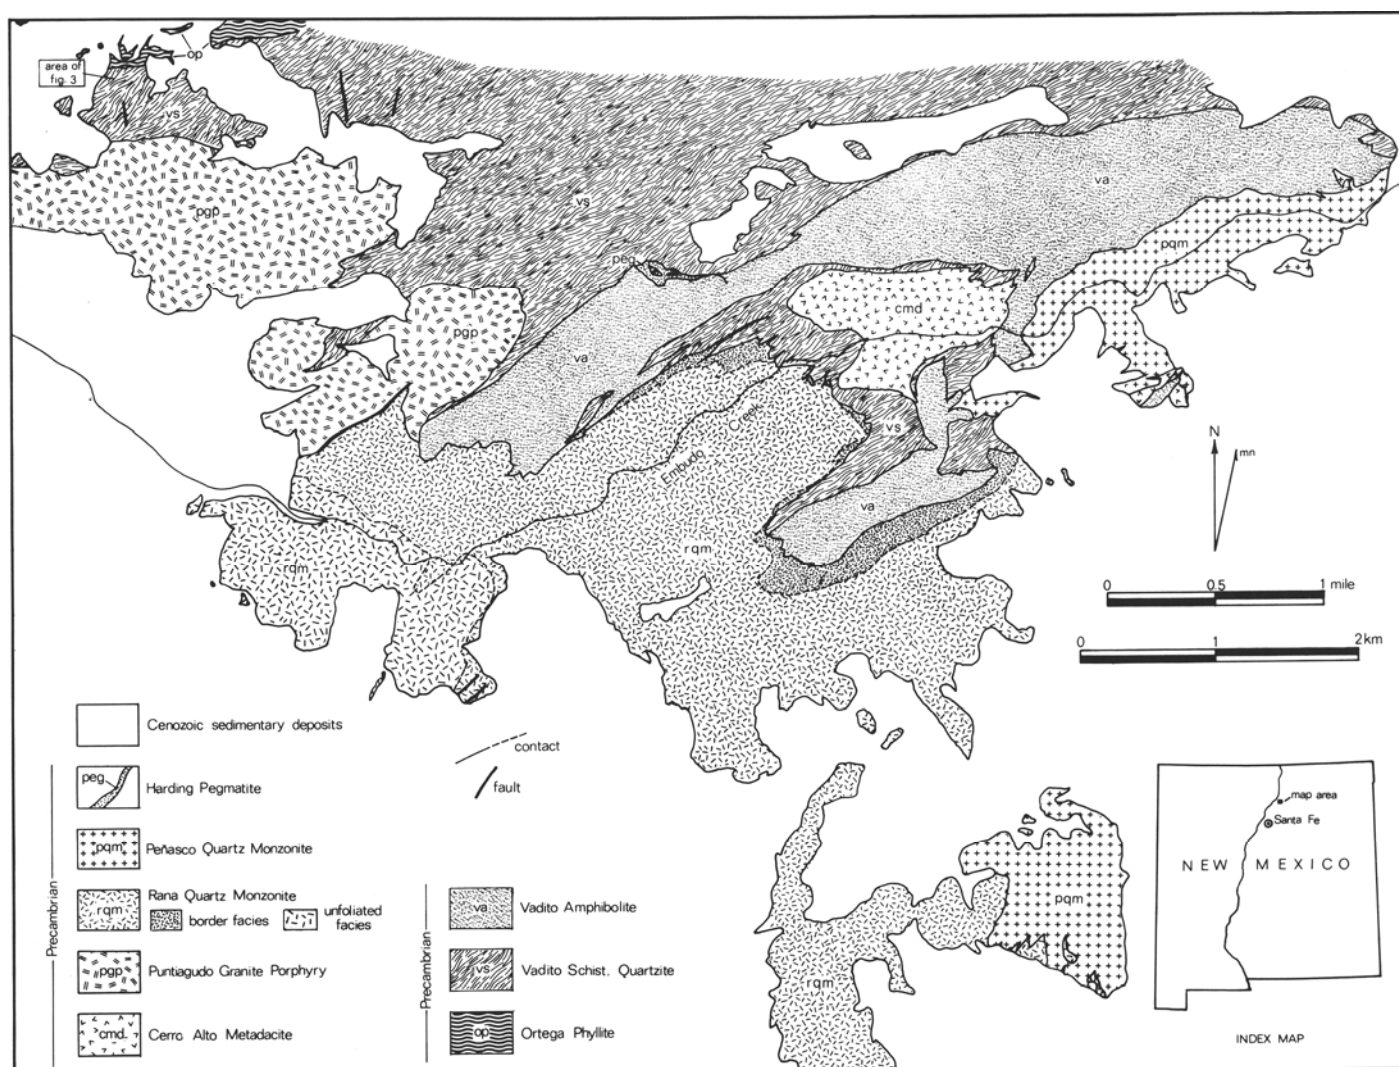 op
area of
fig. 3
vs
pgp
vs
va
pqm
peg
cmd
pgp
va
Embudo Creek
vs
va
rqm
rqm
N
mn
0 0.5 1 mile
0 1 2km
Cenozoic sedimentary deposits
peg
Harding Pegmatite
pqm
Peñasco Quartz Monzonite
rqm
Rana Quartz Monzonite
border facies
unfoliated
facies
pgp
Puntiagudo Granite Porphyry
cmd
Cerro Alto Metadacite
Precambrian
contact
fault
va
Vadito Amphibolite
vs
Vadito Schist. Quartzite
op
Ortega Phyllite
Precambrian
pqm
rqm
map area
Santa Fe
NEW MEXICO
INDEX MAP